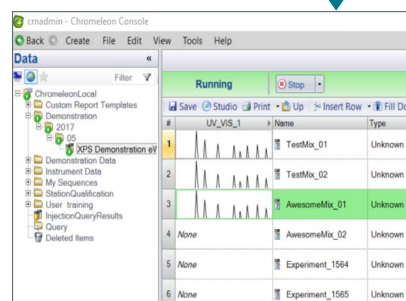 cmadmin - Chromeleon Console
Back Create File Edit View Tools Help
Data «
Filter
ChromeleonLocal
Custom Report Templates
Demonstration
2017
05
XPS Demonstration eV
Demonstration Data
Instrument Data
My Sequences
StationQualification
User training
InjectionQueryResults
Query
Deleted Items
Running Stop
Save Studio Print Up Insert Row Fill Do
# UV_VIS_1 Name Type
1 TestMix_01 Unknown
2 TestMix_02 Unknown
3 AwesomeMix_01 Unknown
4 None AwesomeMix_02 Unknown
5 None Experiment_1564 Unknown
6 None Experiment_1565 Unknown